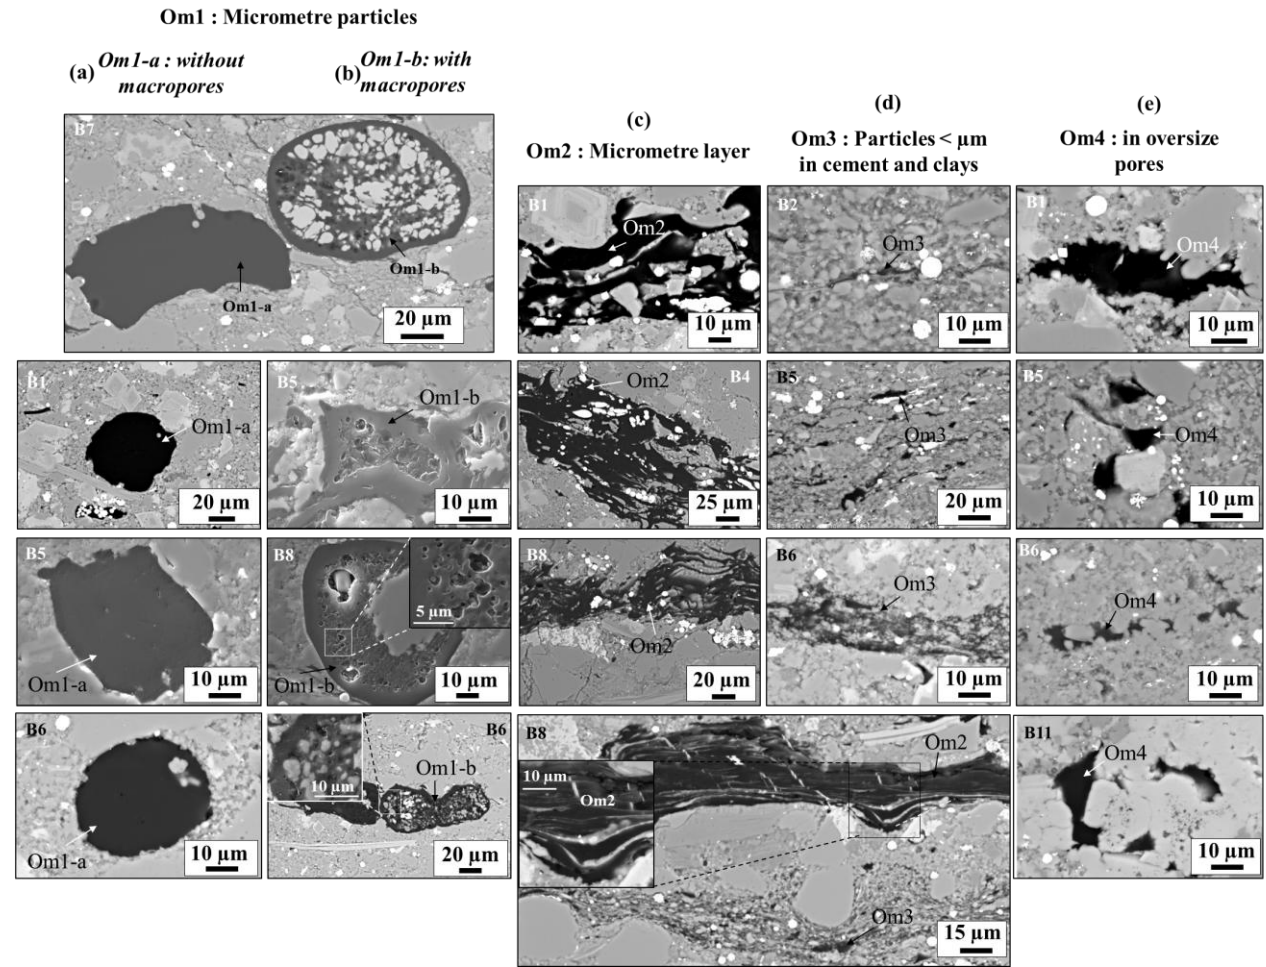 Om1 : Micrometre particles
(a) Om1-a : without
macropores
(b) Om1-b: with
macropores
(c)
Om2 : Micrometre layer
(d)
Om3 : Particles < µm
in cement and clays
(e)
Om4 : in oversize
pores
B7
Om1-b
Om1-a
20 µm
B1
Om2
10 µm
B2
Om3
10 µm
B1
Om4
10 µm
B1
Om1-a
20 µm
B5
Om1-b
10 µm
Om2
B4
25 µm
B5
Om3
20 µm
B5
Om4
10 µm
B5
Om1-a
10 µm
B8
5 µm
Om1-b
10 µm
B8
Om2
20 µm
B6
Om3
10 µm
B6
Om4
10 µm
B6
Om1-a
10 µm
B6
10 µm
Om1-b
20 µm
B8
Om2
10 µm
Om2
Om3
15 µm
B11
Om4
10 µm